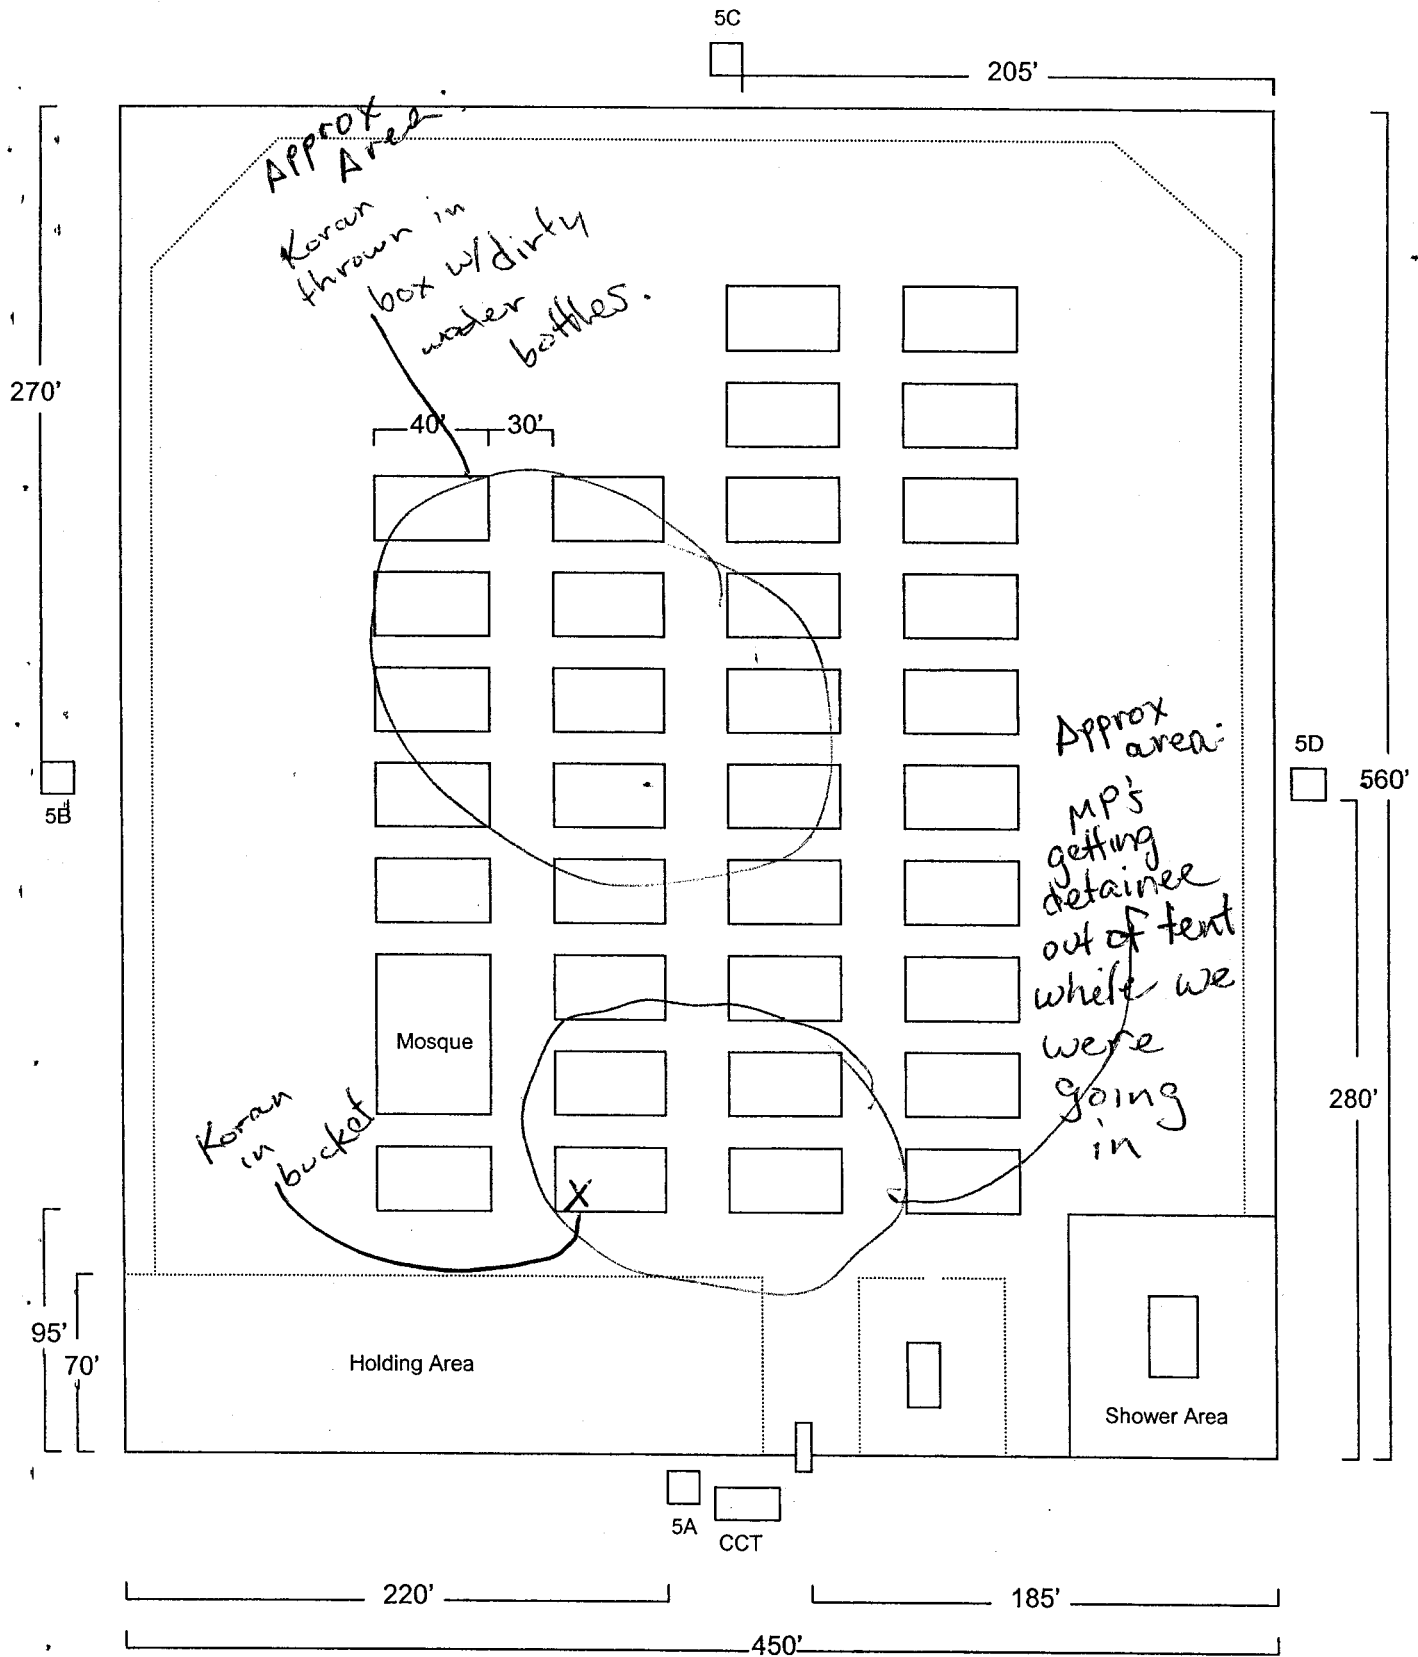 5C
205'
Approx
Area:
Koran
thrown in
box w/dirty
water
bottles.
270'
40'
30'
Approx
area:
5D
560'
5B
MP's
getting
detainee
out of tent
while we
were
going
in
Mosque
280'
Koran
in
bucket
X
95'
70'
Holding Area
Shower Area
5A
CCT
220'
185'
450'